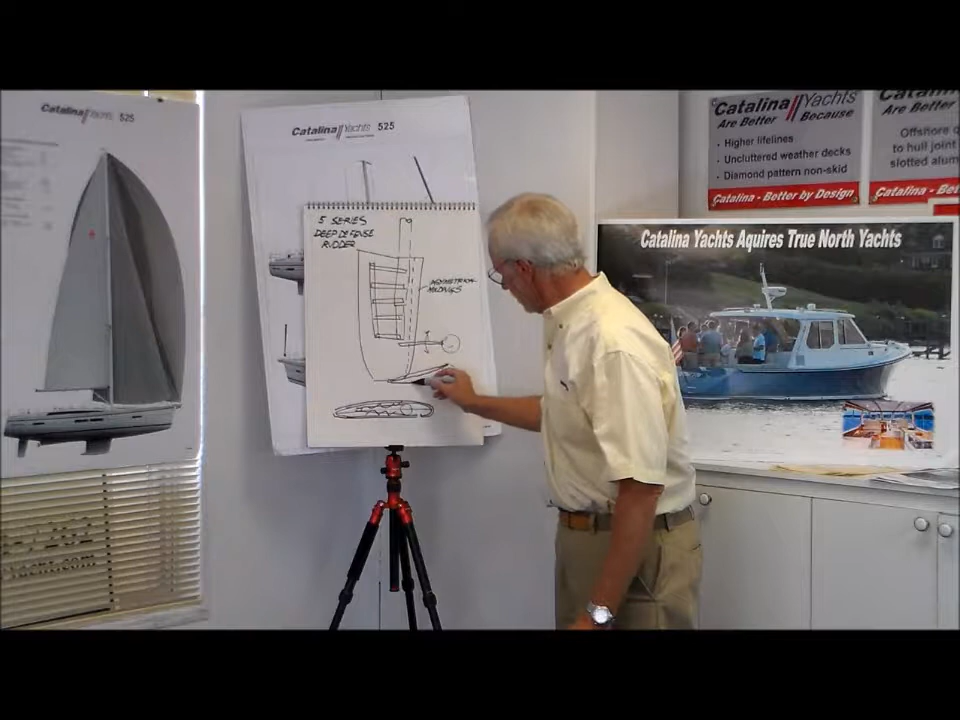 Catalina Yachts 525
Catalina Yachts 525
5 SERIES
DEEP DEFENSE
RUDDER
ASYMMETRICAL
Catalina Yachts
Are Better Because
• Higher lifelines
• Uncluttered weather decks
• Diamond pattern non-skid
Catalina - Better by Design
Catalina
Are Better
Offshore
to hull joint
slotted
Catalina - Be
Catalina Yachts Aquires True North Yachts